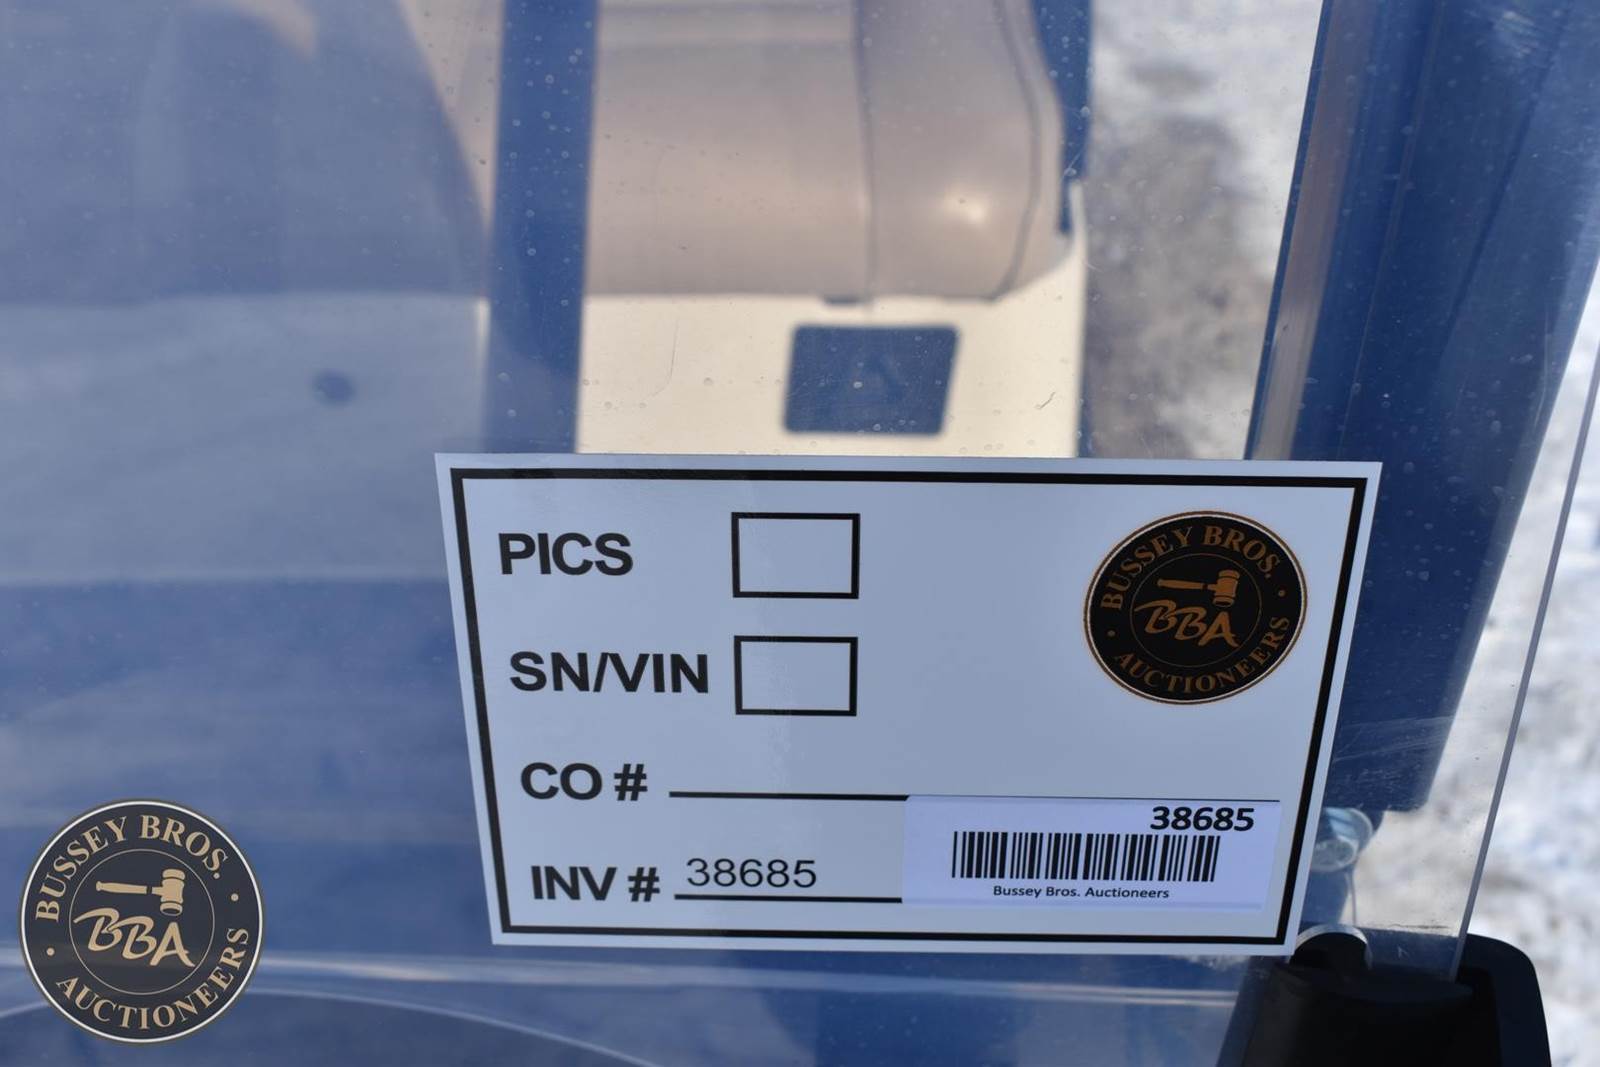 PICS
BUSSEY BROS.
BBA
AUCTIONEERS
SN/VIN
CO #
38685
INV # 38685
Bussey Bros. Auctioneers
BUSSEY BROS.
BBA
AUCTIONEERS